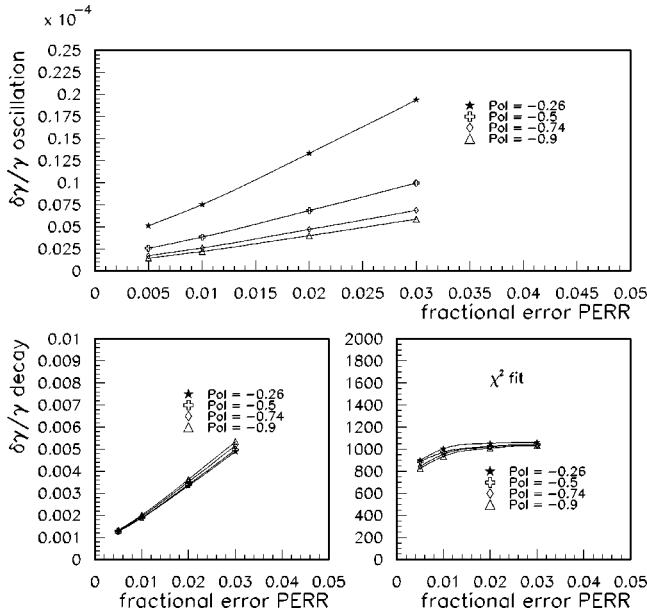 x 10⁻⁴
δγ/γ oscillation
0.25
0.225
0.2
0.175
0.15
0.125
0.1
0.075
0.05
0.025
0
★ Pol = −0.26
✚ Pol = −0.5
◇ Pol = −0.74
△ Pol = −0.9
0 0.005 0.01 0.015 0.02 0.025 0.03 0.035 0.04 0.045 0.05
fractional error PERR
δγ/γ decay
0.01
0.009
0.008
0.007
0.006
0.005
0.004
0.003
0.002
0.001
0
★ Pol = −0.26
✚ Pol = −0.5
◇ Pol = −0.74
△ Pol = −0.9
0 0.01 0.02 0.03 0.04 0.05
fractional error PERR
2000
1800
1600
1400
1200
1000
800
600
400
200
0
χ² fit
★ Pol = −0.26
✚ Pol = −0.5
◇ Pol = −0.74
△ Pol = −0.9
0 0.01 0.02 0.03 0.04 0.05
fractional error PERR